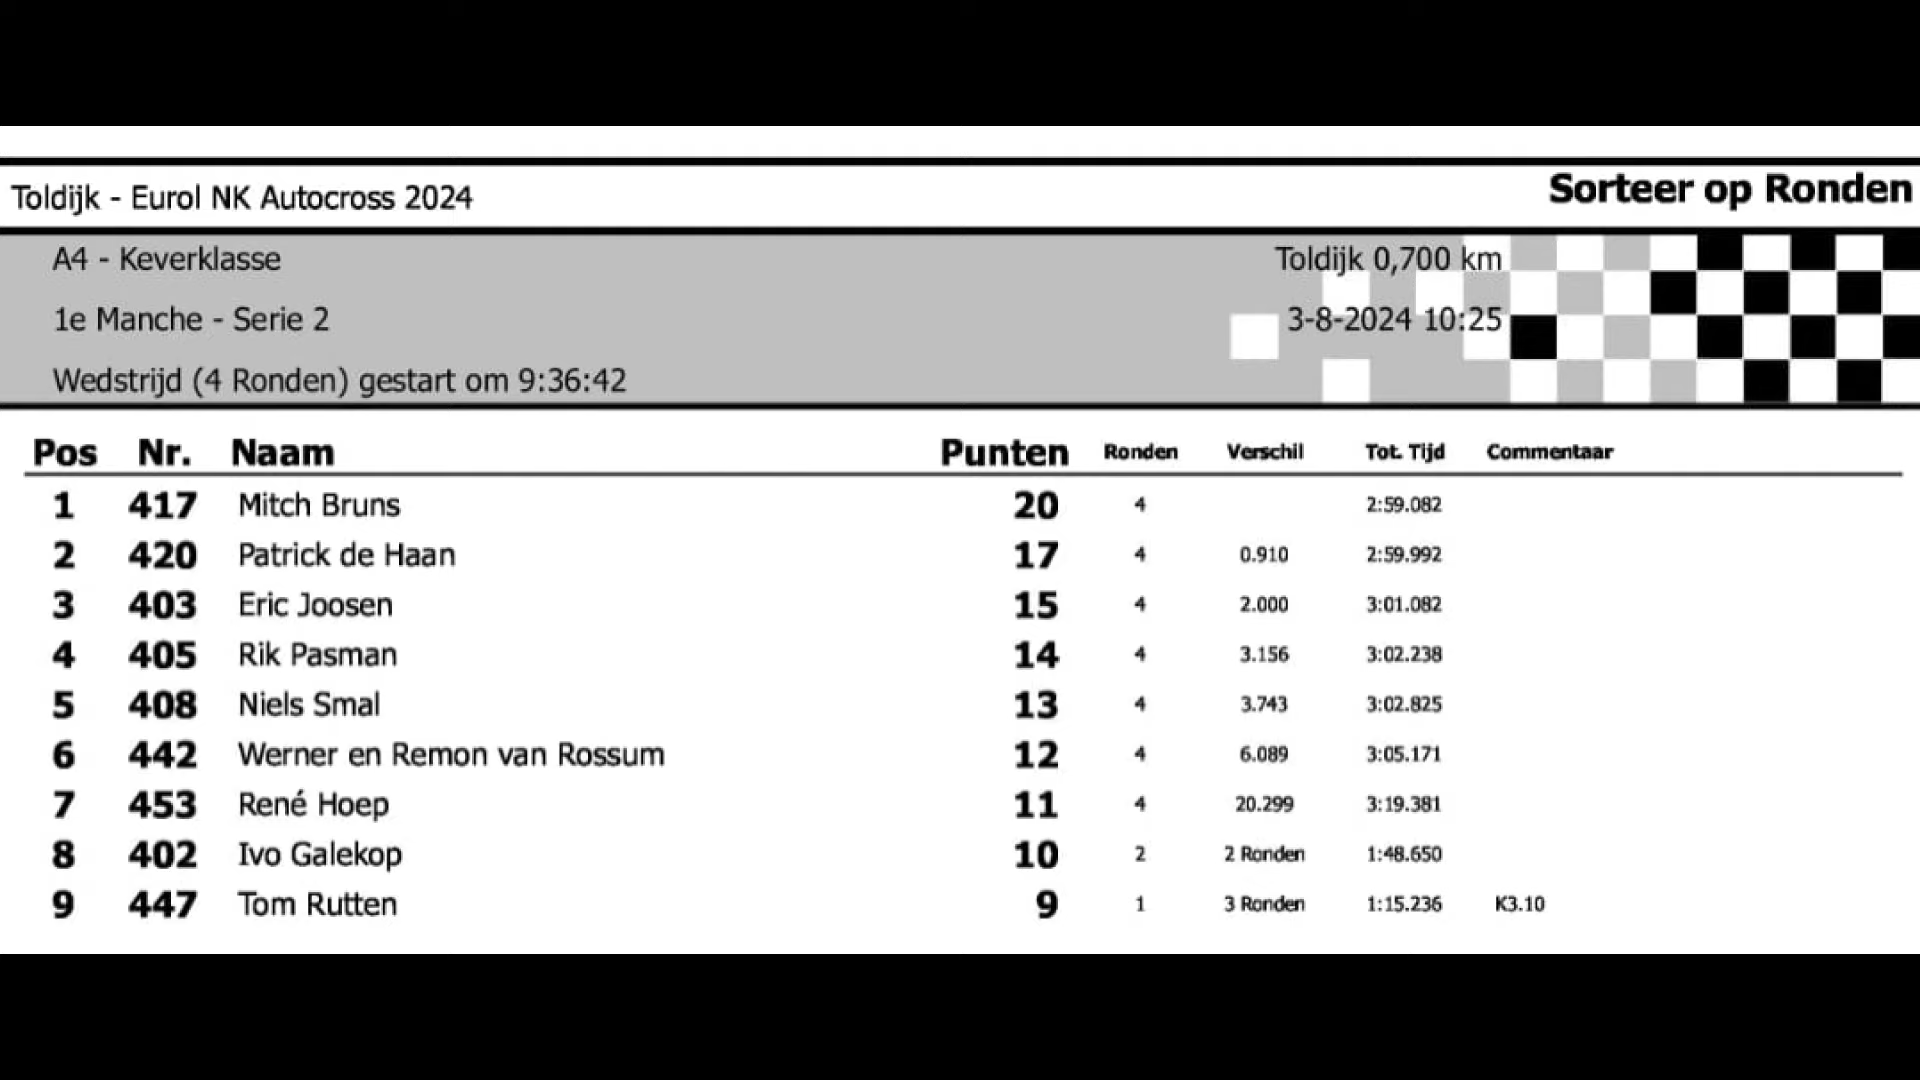 Toldijk - Eurol NK Autocross 2024
Sorteer op Ronden
A4 - Keverklasse
Toldijk 0,700 km
1e Manche - Serie 2
3-8-2024 10:25
Wedstrijd (4 Ronden) gestart om 9:36:42
Pos Nr. Naam Punten Ronden Verschil Tot. Tijd Commentaar
1 417 Mitch Bruns 20 4 2:59.082
2 420 Patrick de Haan 17 4 0.910 2:59.992
3 403 Eric Joosen 15 4 2.000 3:01.082
4 405 Rik Pasman 14 4 3.156 3:02.238
5 408 Niels Smal 13 4 3.743 3:02.825
6 442 Werner en Remon van Rossum 12 4 6.089 3:05.171
7 453 René Hoep 11 4 20.299 3:19.381
8 402 Ivo Galekop 10 2 2 Ronden 1:48.650
9 447 Tom Rutten 9 1 3 Ronden 1:15.236 K3.10